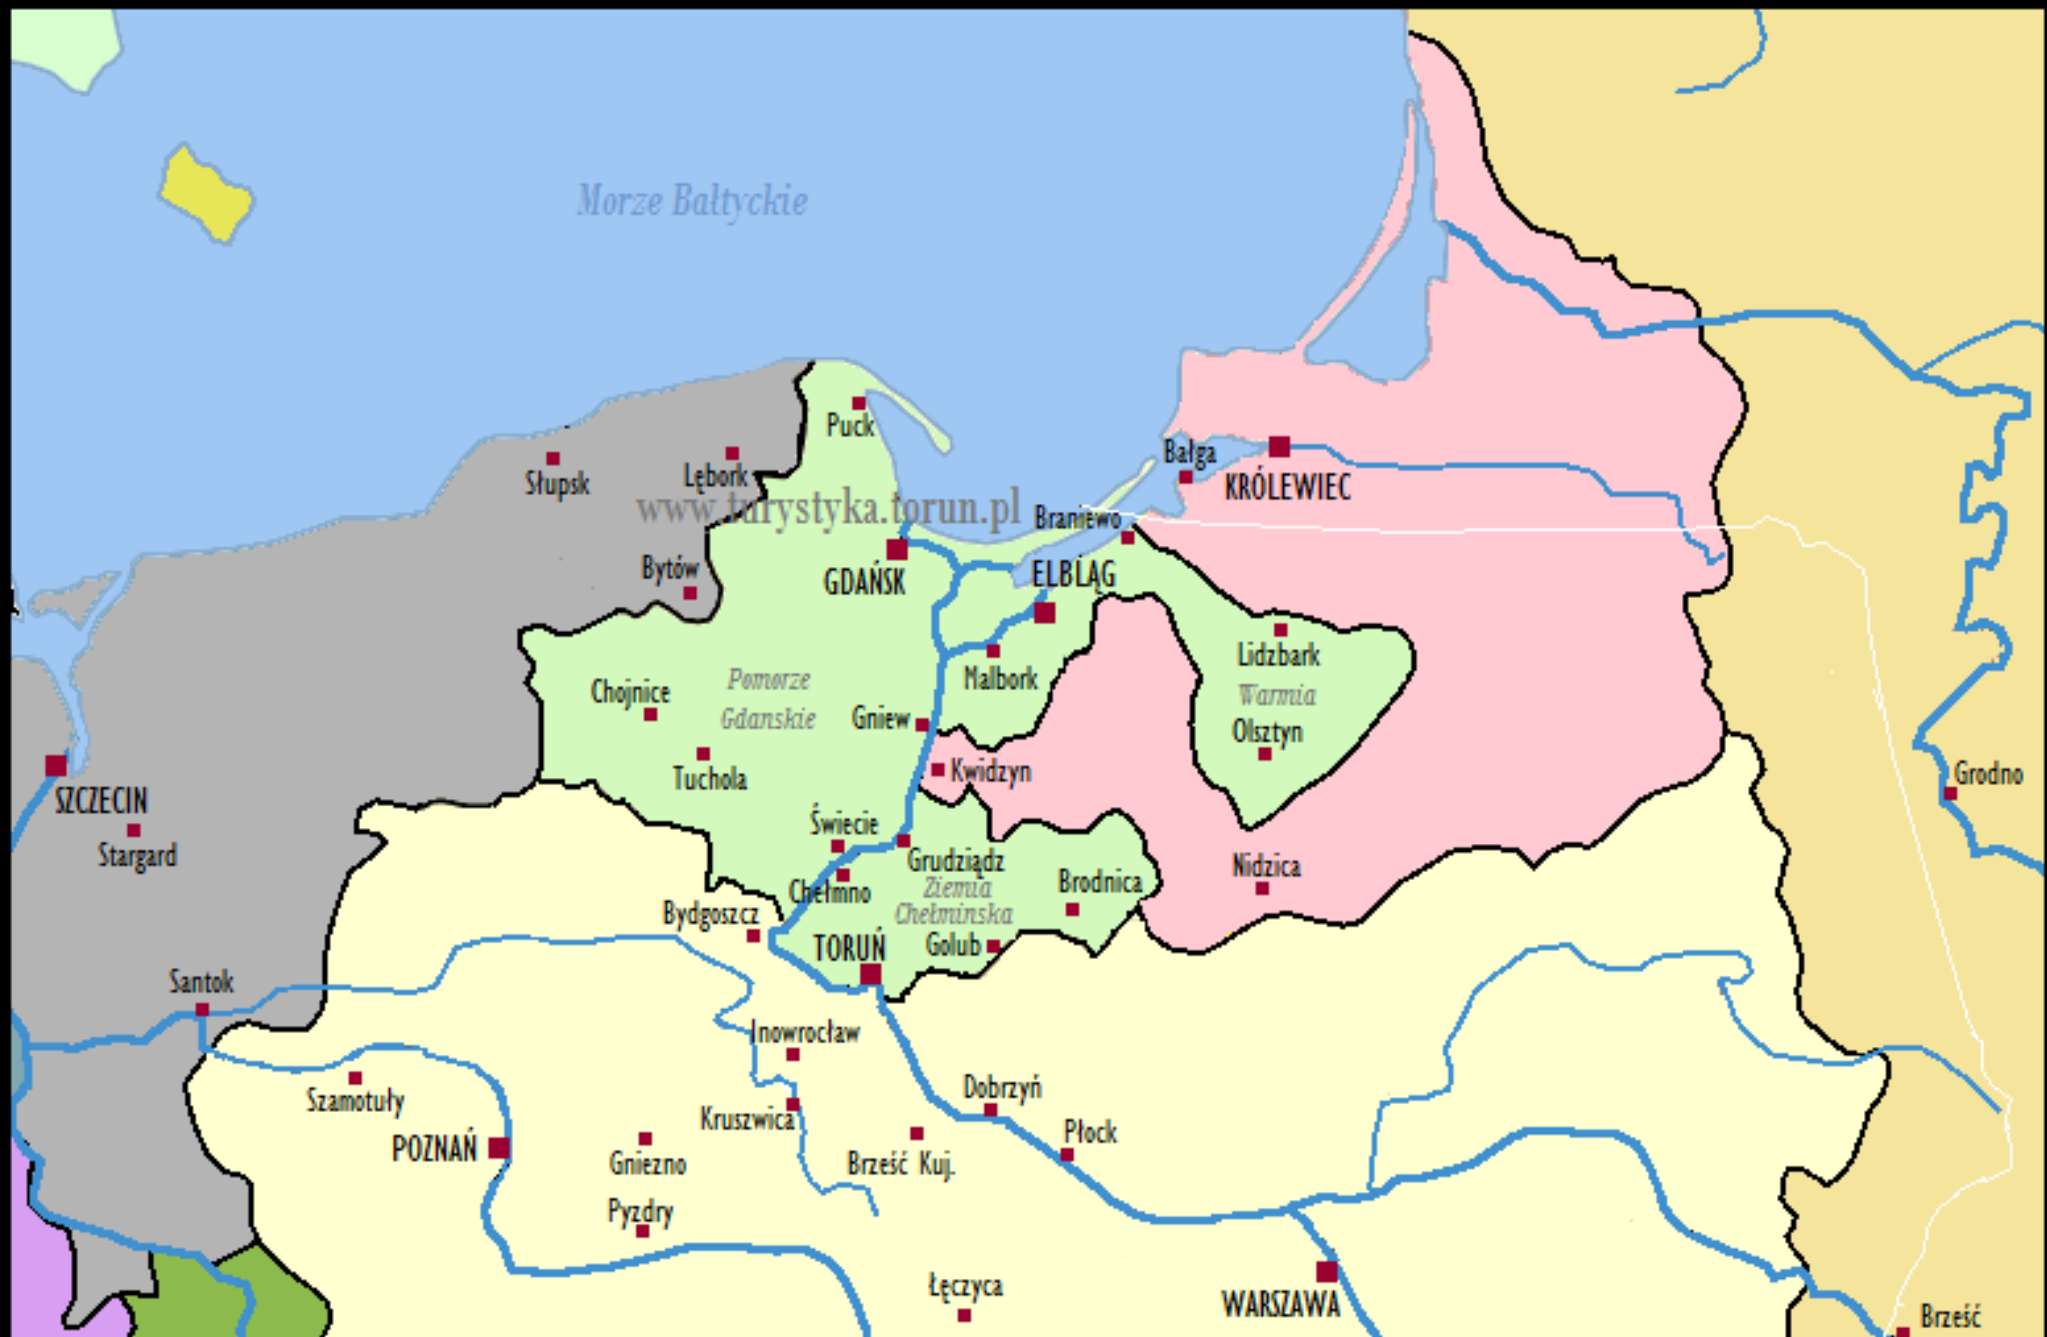 Morze Bałtyckie
Puck
Słupsk
Lębork
Bałga
KRÓLEWIEC
www.turystyka.torun.pl
Braniewo
Bytów
GDAŃSK
ELBLĄG
Lidzbark
Chojnice
Pomorze
Gdanskie
Malbork
Warmia
Gniew
Olsztyn
Tuchola
Kwidzyn
Grodno
SZCZECIN
Stargard
Świecie
Grudziądz
Nidzica
Chełmno
Ziemia
Chełminska
Brodnica
Bydgoszcz
TORUŃ
Golub
Santok
Inowrocław
Szamotuły
Dobrzyń
Kruszwica
Płock
POZNAŃ
Gniezno
Brześć Kuj.
Pyzdry
Łęczyca
WARSZAWA
Brześć